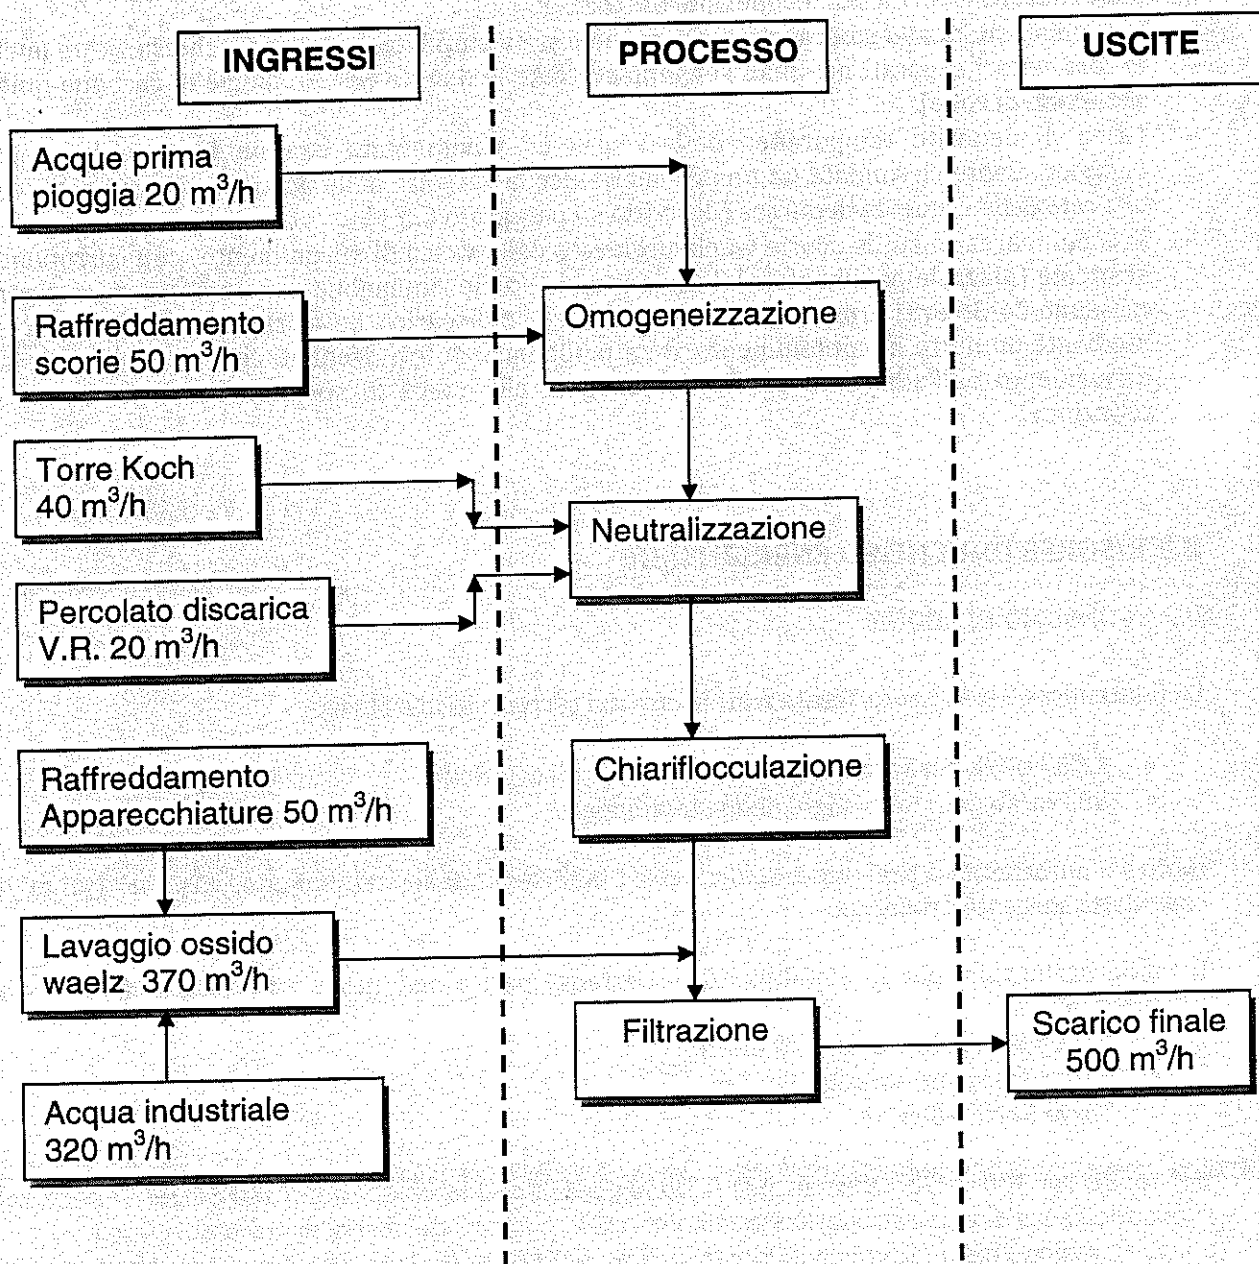 INGRESSI
PROCESSO
USCITE
Acque prima
pioggia 20 m³/h
Raffreddamento
scorie 50 m³/h
Omogeneizzazione
Torre Koch
40 m³/h
Neutralizzazione
Percolato discarica
V.R. 20 m³/h
Raffreddamento
Apparecchiature 50 m³/h
Chiariflocculazione
Lavaggio ossido
waelz 370 m³/h
Filtrazione
Scarico finale
500 m³/h
Acqua industriale
320 m³/h